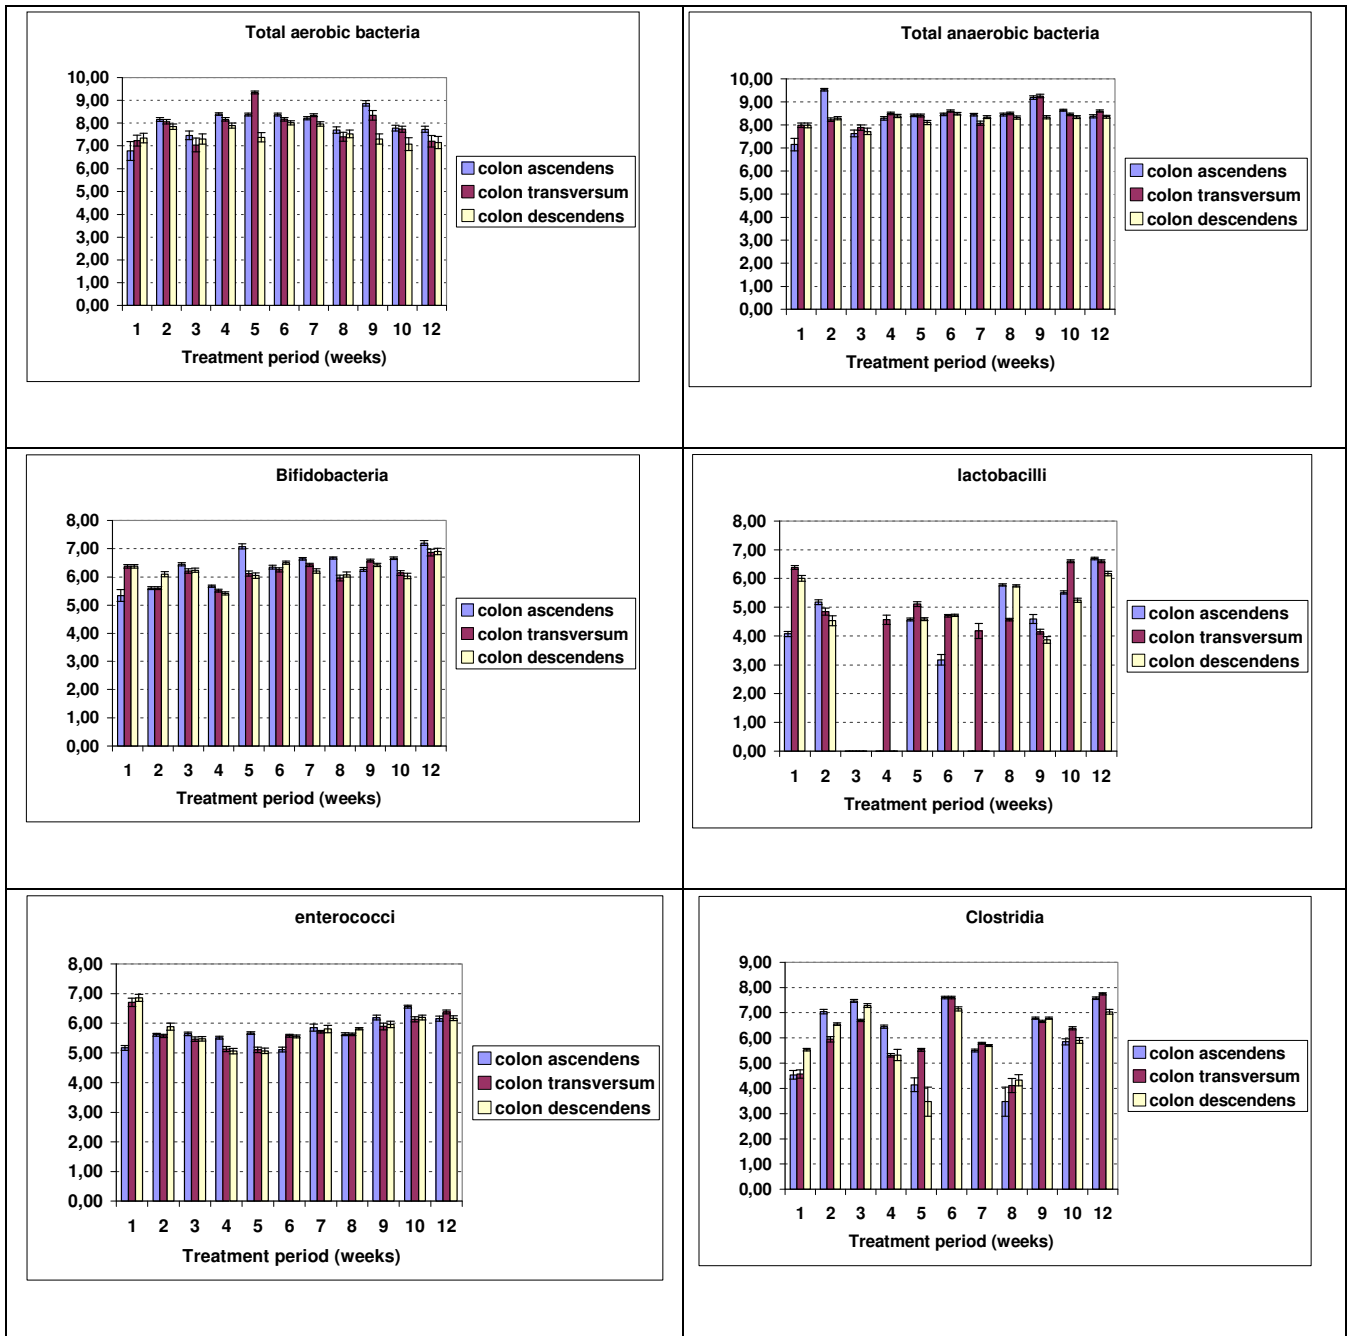 Total aerobic bacteria
10,00
9,00
8,00
7,00
6,00
5,00
4,00
3,00
2,00
1,00
0,00
1 2 3 4 5 6 7 8 9 10 12
Treatment period (weeks)
colon ascendens
colon transversum
colon descendens
Total anaerobic bacteria
10,00
9,00
8,00
7,00
6,00
5,00
4,00
3,00
2,00
1,00
0,00
1 2 3 4 5 6 7 8 9 10 12
Treatment period (weeks)
colon ascendens
colon transversum
colon descendens
Bifidobacteria
8,00
7,00
6,00
5,00
4,00
3,00
2,00
1,00
0,00
1 2 3 4 5 6 7 8 9 10 12
Treatment period (weeks)
colon ascendens
colon transversum
colon descendens
lactobacilli
8,00
7,00
6,00
5,00
4,00
3,00
2,00
1,00
0,00
1 2 3 4 5 6 7 8 9 10 12
Treatment period (weeks)
colon ascendens
colon transversum
colon descendens
enterococci
8,00
7,00
6,00
5,00
4,00
3,00
2,00
1,00
0,00
1 2 3 4 5 6 7 8 9 10 12
Treatment period (weeks)
colon ascendens
colon transversum
colon descendens
Clostridia
9,00
8,00
7,00
6,00
5,00
4,00
3,00
2,00
1,00
0,00
1 2 3 4 5 6 7 8 9 10 12
Treatment period (weeks)
colon ascendens
colon transversum
colon descendens